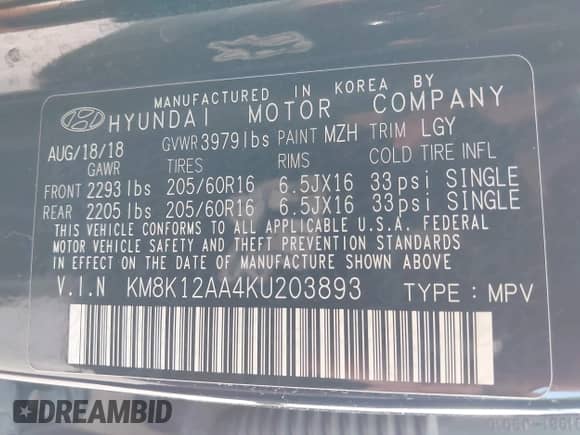 MANUFACTURED IN KOREA BY
HYUNDAI MOTOR COMPANY
AUG/18/18 GVWR 3979lbs PAINT MZH TRIM LGY
GAWR TIRES RIMS COLD TIRE INFL
FRONT 2293 lbs 205/60R16 6.5JX16 33psi SINGLE
REAR 2205 lbs 205/60R16 6.5JX16 33psi SINGLE
THIS VEHICLE CONFORMS TO ALL APPLICABLE U.S.A. FEDERAL
MOTOR VEHICLE SAFETY AND THEFT PREVENTION STANDARDS
IN EFFECT ON THE DATE OF MANUFACTURE SHOWN ABOVE
V.I.N KM8K12AA4KU203893 TYPE : MPV
DREAMBID